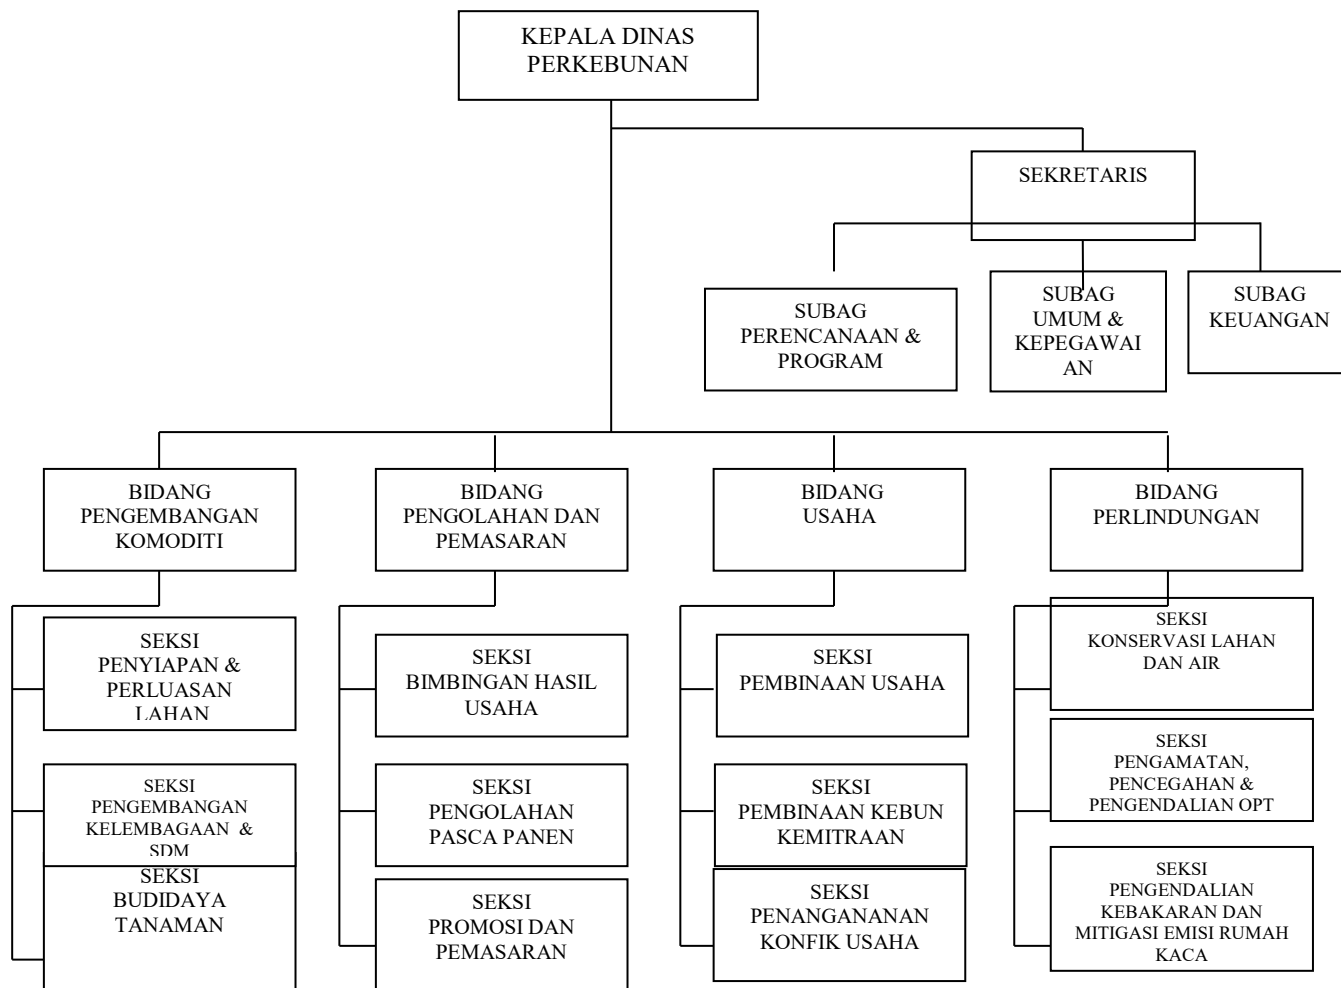 KEPALA DINAS
PERKEBUNAN
SEKRETARIS
SUBAG
PERENCANAAN &
PROGRAM
SUBAG
UMUM &
KEPEGAWAI
AN
SUBAG
KEUANGAN
BIDANG
PENGEMBANGAN
KOMODITI
BIDANG
PENGOLAHAN DAN
PEMASARAN
BIDANG
USAHA
BIDANG
PERLINDUNGAN
SEKSI
PENYIAPAN &
PERLUASAN
LAHAN
SEKSI
PENGEMBANGAN
KELEMBAGAAN &
SDM
SEKSI
BUDIDAYA
TANAMAN
SEKSI
BIMBINGAN HASIL
USAHA
SEKSI
PENGOLAHAN
PASCA PANEN
SEKSI
PROMOSI DAN
PEMASARAN
SEKSI
PEMBINAAN USAHA
SEKSI
PEMBINAAN KEBUN
KEMITRAAN
SEKSI
PENANGANANAN
KONFIK USAHA
SEKSI
KONSERVASI LAHAN
DAN AIR
SEKSI
PENGAMATAN,
PENCEGAHAN &
PENGENDALIAN OPT
SEKSI
PENGENDALIAN
KEBAKARAN DAN
MITIGASI EMISI RUMAH
KACA